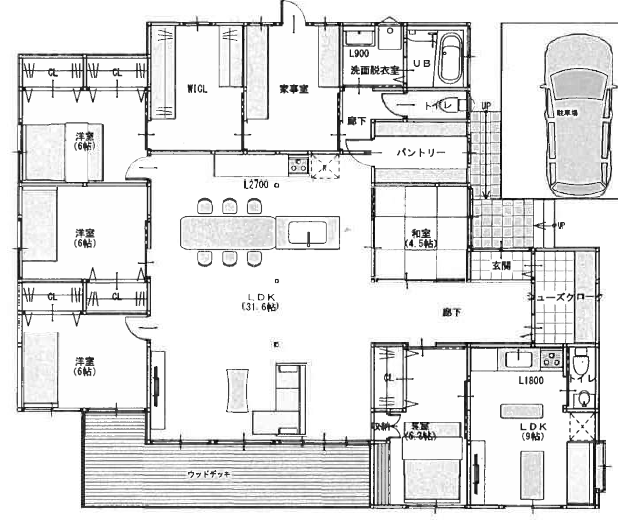 L900
洗面脱衣室
UB
CL
CL
WICL
家事室
トイレ
UP
駐車場
洋室
(6帖)
廊下
パントリー
L2700
R
洋室
(6帖)
和室
(4.5帖)
UP
玄関
CL
CL
LDK
(31.6帖)
廊下
シューズクローク
洋室
(6帖)
CL
L1800
トイレ
収納
洋室
(6.2帖)
LDK
(9帖)
ウッドデッキ